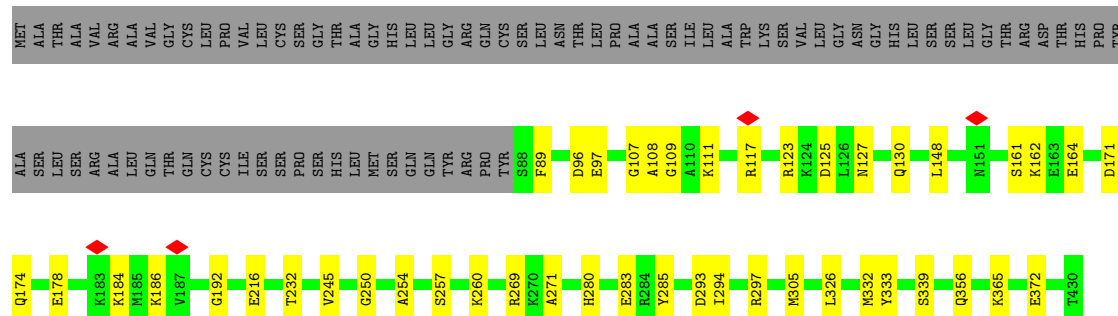 MET ALA THR ALA VAL ARG ALA VAL GLY CYS LEU PRO VAL LEU CYS SER GLY THR ALA GLY HIS LEU LEU GLY ARG GLN CYS SER LEU ASN THR LEU PRO ALA ALA SER ILE LEU ALA TRP LYS SER VAL LEU GLY ASN GLY HIS LEU SER SER LEU GLY THR ARG ASP THR HIS PRO TYR
ALA SER LEU SER ARG ALA LEU GLN THR GLN CYS CYS ILE SER SER PRO SER HIS LEU MET SER GLN GLN TYR ARG PRO TYR S88 F89 D96 E97 G107 A108 G109 A110 K111 R117 R123 K124 D125 L126 N127 Q130 L148 N151 S161 K162 E163 E164 D171
Q174 E178 K183 K184 M185 K186 V187 G192 E216 T232 V245 G250 A254 S257 K260 R269 K270 A271 H280 E283 R284 Y285 D293 I294 R297 M305 L326 M332 Y333 S339 Q356 K365 E372 T430